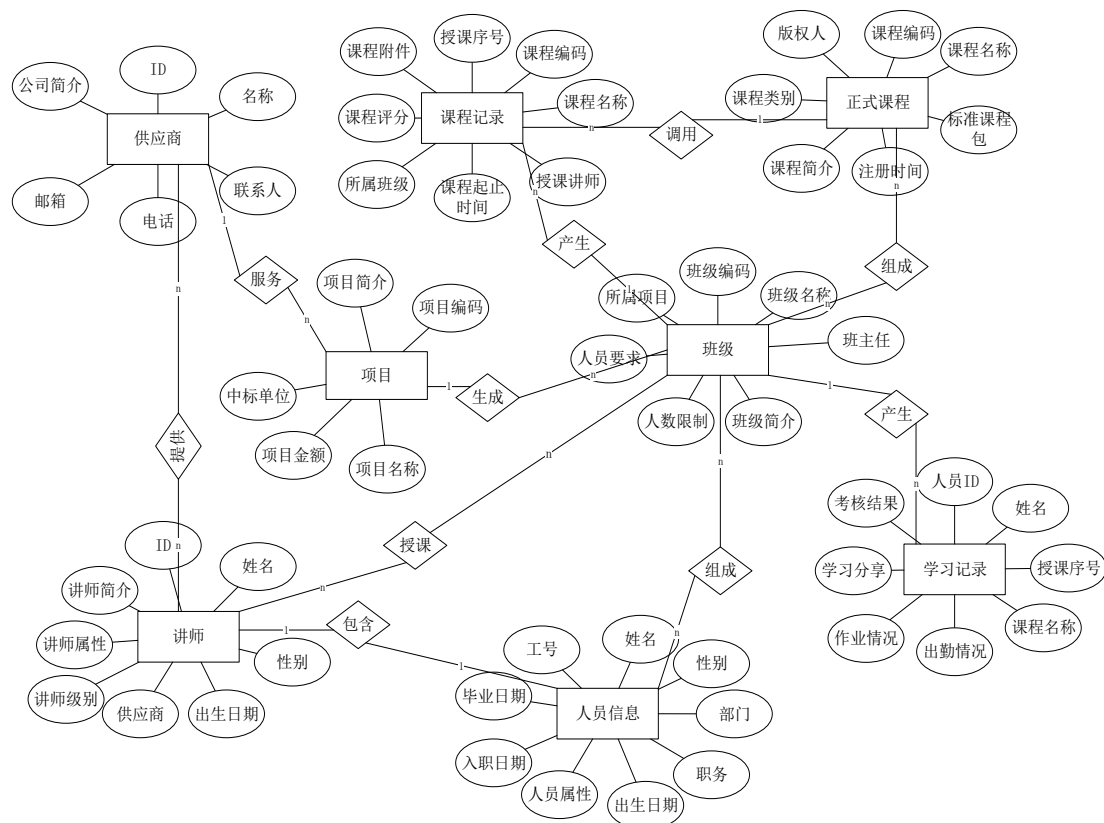 ID
公司简介
名称
供应商
邮箱
电话
联系人
1
n
服务
n
提供
n
授课序号
课程附件
课程编码
课程评分
课程记录
课程名称
所属班级
课程起止
时间
授课讲师
n
n
调用
1
版权人
课程编码
课程名称
课程类别
正式课程
标准课程
包
课程简介
注册时间
n
组成
n
产生
1
项目简介
项目编码
中标单位
项目
项目金额
项目名称
1
生成
n
班级编码
所属项目
班级名称
人员要求
班级
班主任
人数限制
班级简介
1
产生
n
n
组成
n
n
授课
n
人员ID
考核结果
姓名
学习分享
学习记录
授课序号
作业情况
出勤情况
课程名称
ID
姓名
讲师简介
讲师属性
讲师
性别
讲师级别
供应商
出生日期
1
包含
1
工号
姓名
毕业日期
性别
人员信息
部门
入职日期
职务
人员属性
出生日期